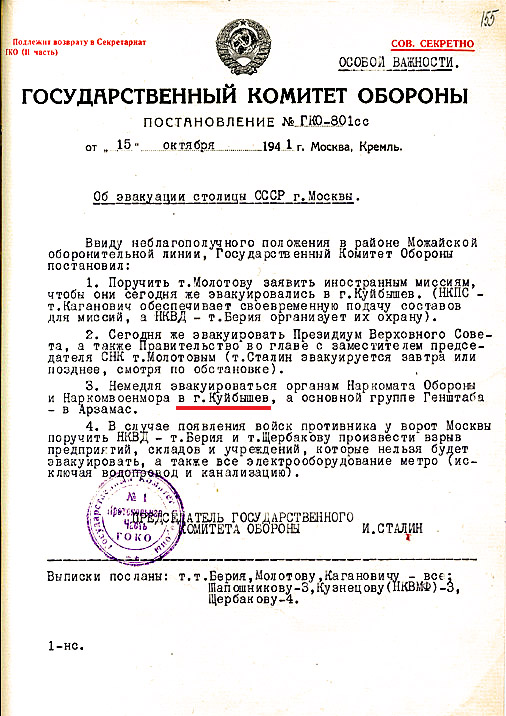 155
Подлежит возврату в Секретариат
ГКО (II часть)
СОВ. СЕКРЕТНО
ОСОБОЙ ВАЖНОСТИ.
ГОСУДАРСТВЕННЫЙ КОМИТЕТ ОБОРОНЫ
ПОСТАНОВЛЕНИЕ № ГКО-801сс
от „ 15 " октября 1941 г. Москва, Кремль.
Об эвакуации столицы СССР г.Москвы.
Ввиду неблагополучного положения в районе Можайской
оборонительной линии, Государственный Комитет Обороны
постановил:
1. Поручить т.Молотову заявить иностранным миссиям,
чтобы они сегодня же эвакуировались в г.Куйбышев. (НКПС -
т.Каганович обеспечивает своевременную подачу составов
для миссий, а НКВД - т.Берия организует их охрану).
2. Сегодня же эвакуировать Президиум Верховного Сове-
та, а также Правительство во главе с заместителем предсе-
дателя СНК т.Молотовым (т.Сталин эвакуируется завтра или
позднее, смотря по обстановке).
3. Немедля эвакуироваться органам Наркомата Обороны
и Наркомвоенмора в г.Куйбышев, а основной группе Генштаба
- в Арзамас.
4. В случае появления войск противника у ворот Москвы
поручить НКВД - т.Берия и т.Щербакову произвести взрыв
предприятий, складов и учреждений, которые нельзя будет
эвакуировать, а также все электрооборудование метро (ис-
ключая водопровод и канализацию).
ПРЕДСЕДАТЕЛЬ ГОСУДАРСТВЕННОГО
КОМИТЕТА ОБОРОНЫ И.СТАЛИН
№ 1
Протокольная
часть
ГОКО
Выписки посланы: т.т.Берия,Молотову,Кагановичу - все;
Шапошникову-3, Кузнецову(НКВМФ)-3,
Щербакову-4.
1-нс.